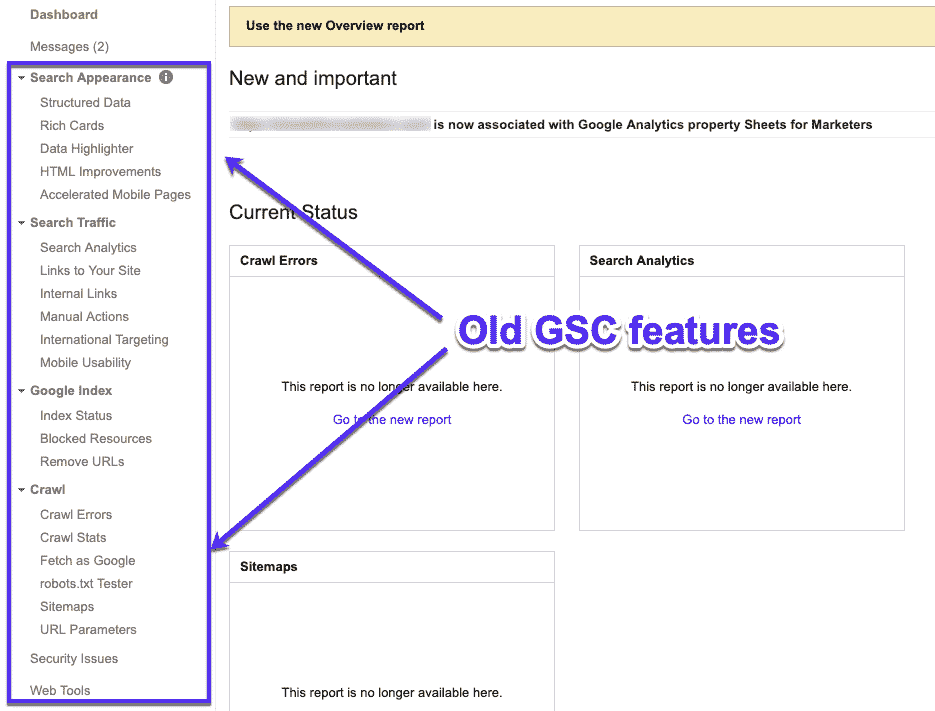 Dashboard
Messages (2)
Search Appearance
Structured Data
Rich Cards
Data Highlighter
HTML Improvements
Accelerated Mobile Pages
Search Traffic
Search Analytics
Links to Your Site
Internal Links
Manual Actions
International Targeting
Mobile Usability
Google Index
Index Status
Blocked Resources
Remove URLs
Crawl
Crawl Errors
Crawl Stats
Fetch as Google
robots.txt Tester
Sitemaps
URL Parameters
Security Issues
Web Tools
Use the new Overview report
New and important
is now associated with Google Analytics property Sheets for Marketers
Current Status
Crawl Errors
This report is no longer available here.
Go to the new report
Search Analytics
This report is no longer available here.
Go to the new report
Old GSC features
Sitemaps
This report is no longer available here.